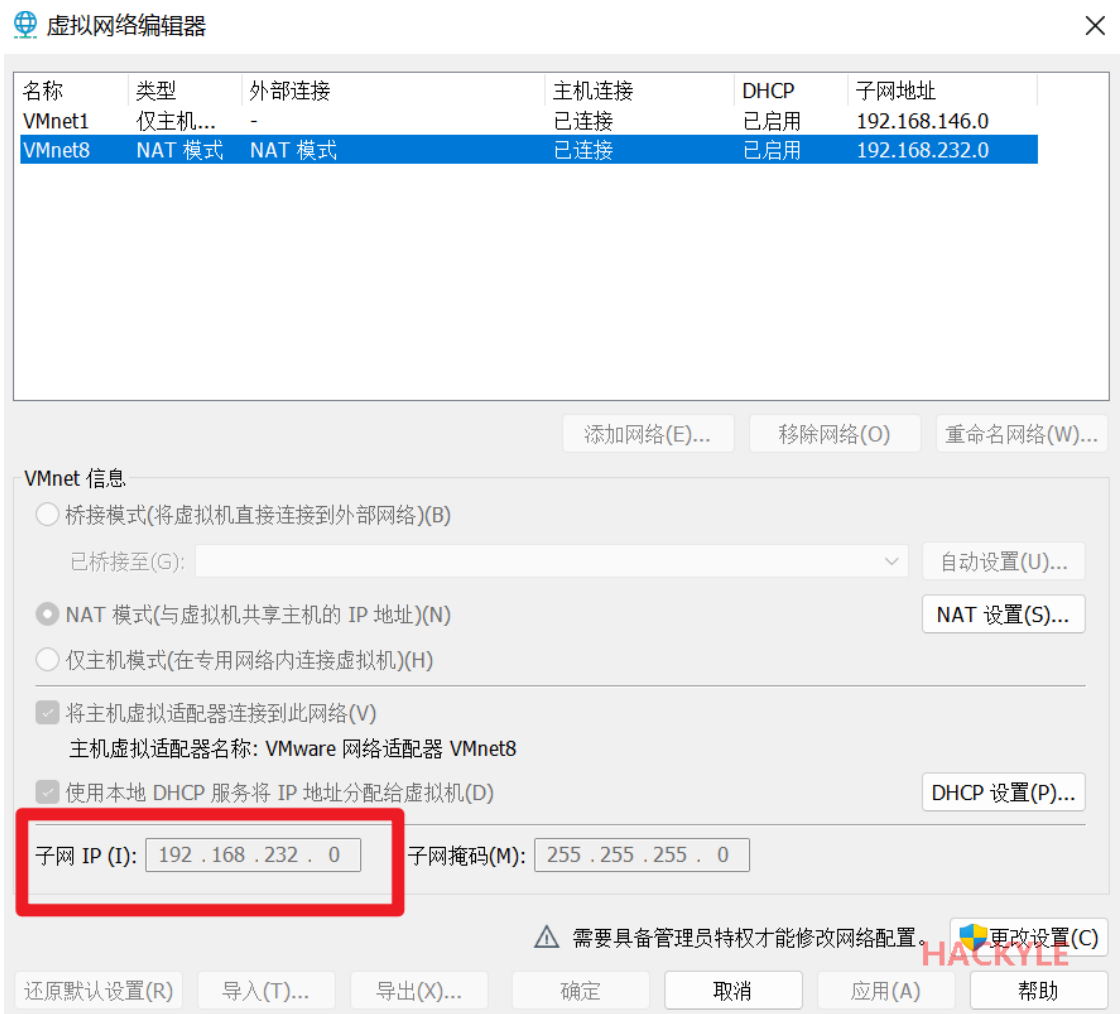 虚拟网络编辑器
名称 类型 外部连接 主机连接 DHCP 子网地址
VMnet1 仅主机... - 已连接 已启用 192.168.146.0
VMnet8 NAT 模式 NAT 模式 已连接 已启用 192.168.232.0
添加网络(E)... 移除网络(O) 重命名网络(W)...
VMnet 信息
桥接模式(将虚拟机直接连接到外部网络)(B)
已桥接至(G): 自动设置(U)...
NAT 模式(与虚拟机共享主机的 IP 地址)(N) NAT 设置(S)...
仅主机模式(在专用网络内连接虚拟机)(H)
将主机虚拟适配器连接到此网络(V)
主机虚拟适配器名称: VMware 网络适配器 VMnet8
使用本地 DHCP 服务将 IP 地址分配给虚拟机(D) DHCP 设置(P)...
子网 IP (I): 192 . 168 . 232 . 0 子网掩码(M): 255 . 255 . 255 . 0
需要具备管理员特权才能修改网络配置。 更改设置(C)
HACKYLE
还原默认设置(R) 导入(T)... 导出(X)... 确定 取消 应用(A) 帮助